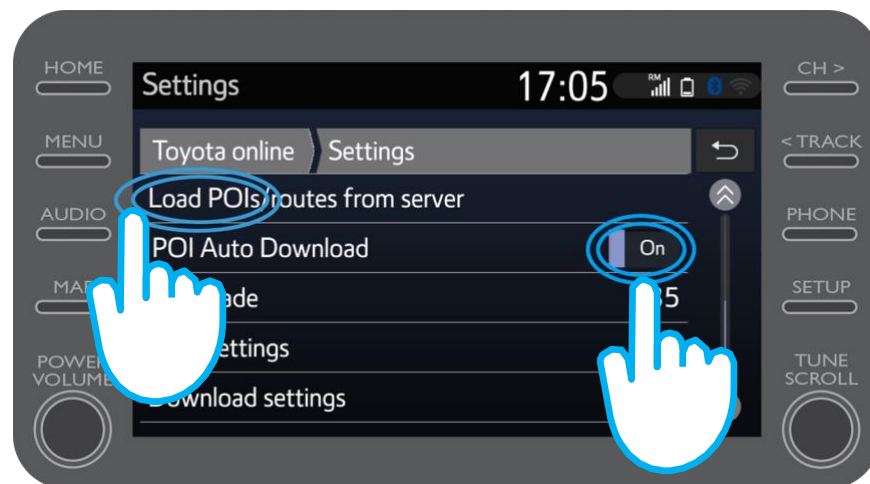 HOME
MENU
AUDIO
POWER
VOLUME
Settings 17:05 RM
Toyota online Settings
Load POIs/routes from server
POI Auto Download On
ade 5
ettings
Download settings
CH >
< TRACK
PHONE
SETUP
TUNE
SCROLL